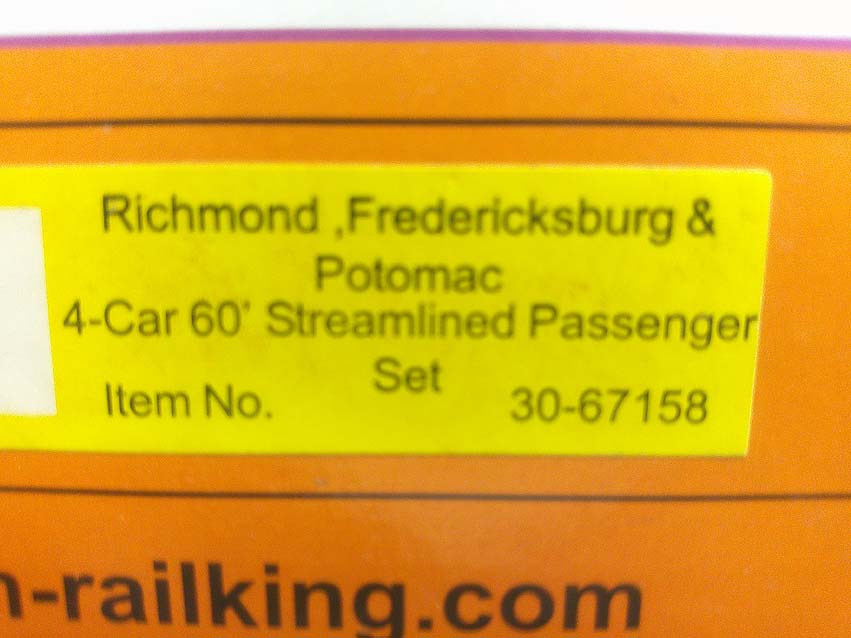 Richmond ,Fredericksburg &
Potomac
4-Car 60' Streamlined Passenger
Set
Item No. 30-67158
-railking.com